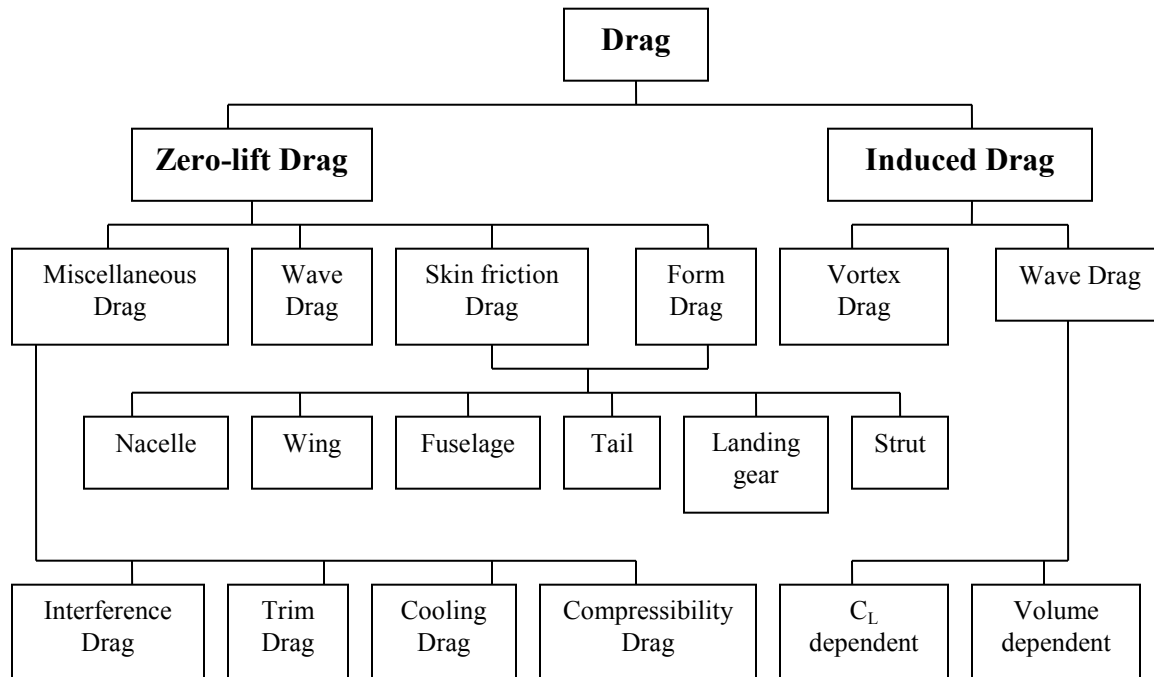 Drag
Zero-lift Drag
Induced Drag
Miscellaneous
Drag
Wave
Drag
Skin friction
Drag
Form
Drag
Vortex
Drag
Wave Drag
Nacelle
Wing
Fuselage
Tail
Landing
gear
Strut
Interference
Drag
Trim
Drag
Cooling
Drag
Compressibility
Drag
C_L
dependent
Volume
dependent